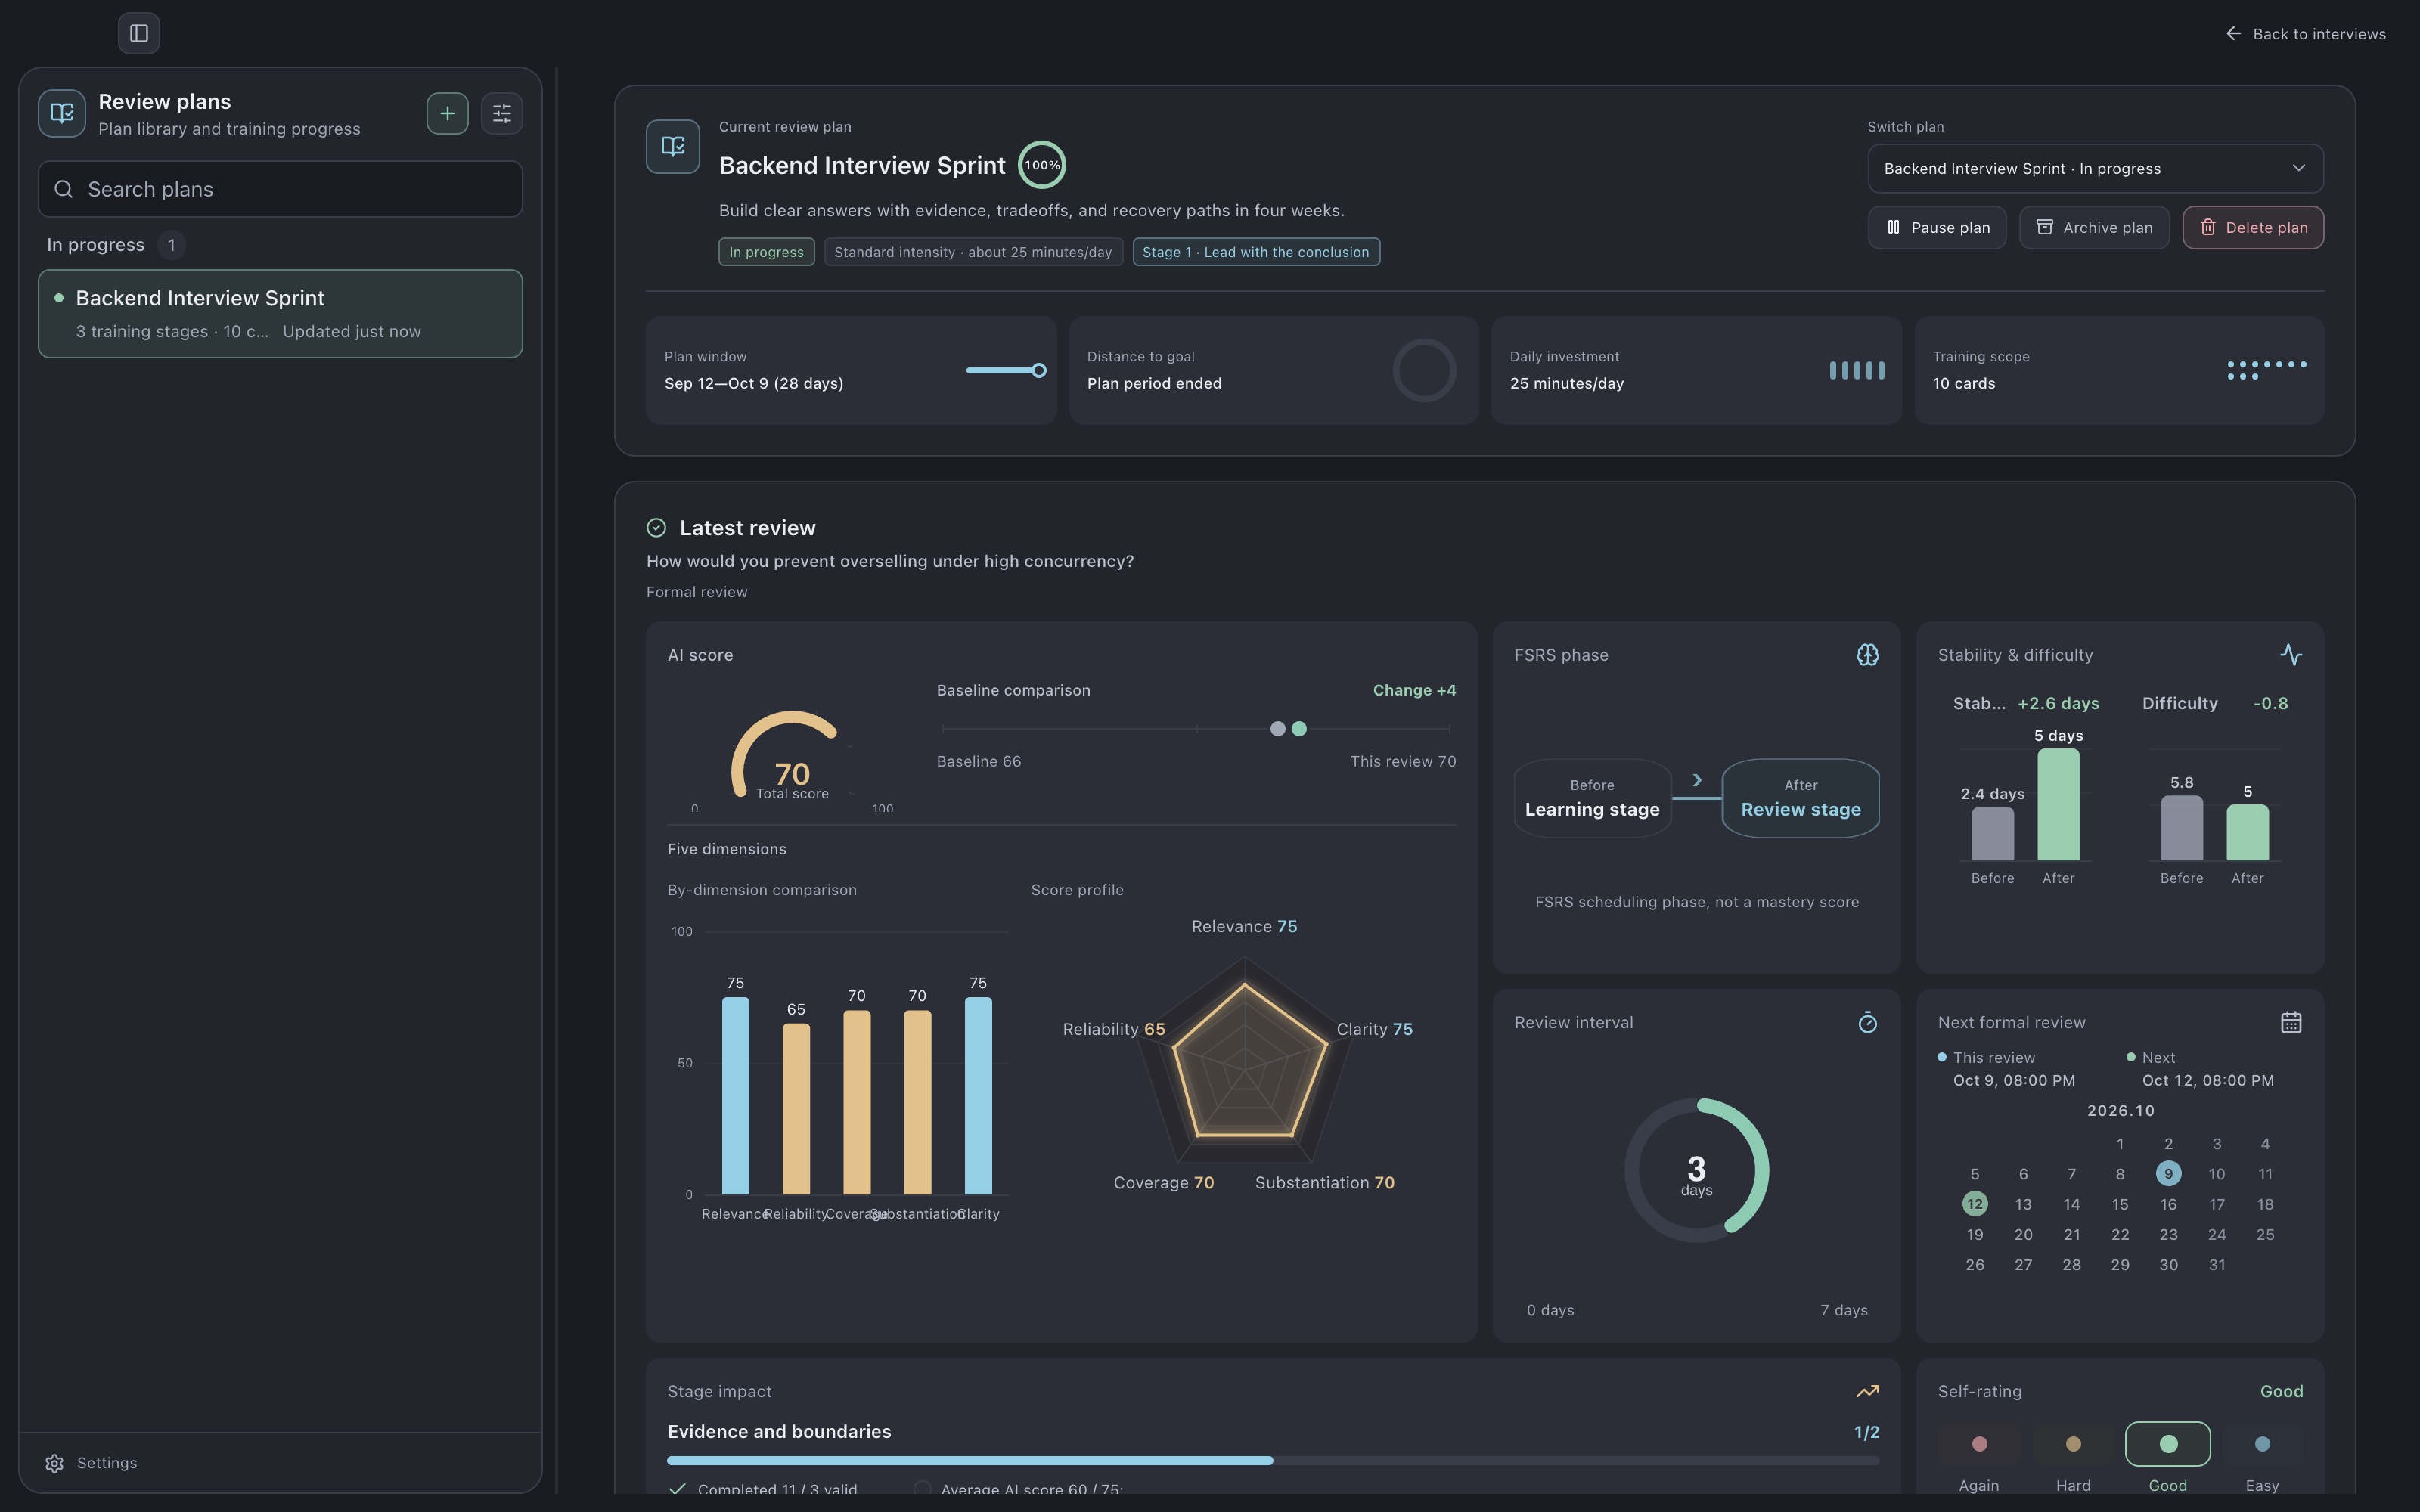 Back to interviews
Review plans
Plan library and training progress
Search plans
In progress 1
Backend Interview Sprint
3 training stages · 10 c... Updated just now
Settings
Current review plan
Backend Interview Sprint 100%
Build clear answers with evidence, tradeoffs, and recovery paths in four weeks.
In progress
Standard intensity · about 25 minutes/day
Stage 1 · Lead with the conclusion
Switch plan
Backend Interview Sprint · In progress
Pause plan
Archive plan
Delete plan
Plan window
Sep 12—Oct 9 (28 days)
Distance to goal
Plan period ended
Daily investment
25 minutes/day
Training scope
10 cards
Latest review
How would you prevent overselling under high concurrency?
Formal review
AI score
70
Total score
0 100
Baseline comparison Change +4
Baseline 66 This review 70
Five dimensions
By-dimension comparison
100
50
0
75 65 70 70 75
Relevance Reliability Coverage Substantiation Clarity
Score profile
Relevance 75
Reliability 65
Clarity 75
Coverage 70
Substantiation 70
FSRS phase
Before
Learning stage
After
Review stage
FSRS scheduling phase, not a mastery score
Stability & difficulty
Stab... +2.6 days
2.4 days 5 days
Before After
Difficulty -0.8
5.8 5
Before After
Review interval
3
days
0 days 7 days
Next formal review
This review
Oct 9, 08:00 PM
Next
Oct 12, 08:00 PM
2026.10
1 2 3 4
5 6 7 8 9 10 11
12 13 14 15 16 17 18
19 20 21 22 23 24 25
26 27 28 29 30 31
Stage impact
Evidence and boundaries 1/2
Completed 11 / 3 valid
Average AI score 60 / 75;
Self-rating Good
Again Hard Good Easy